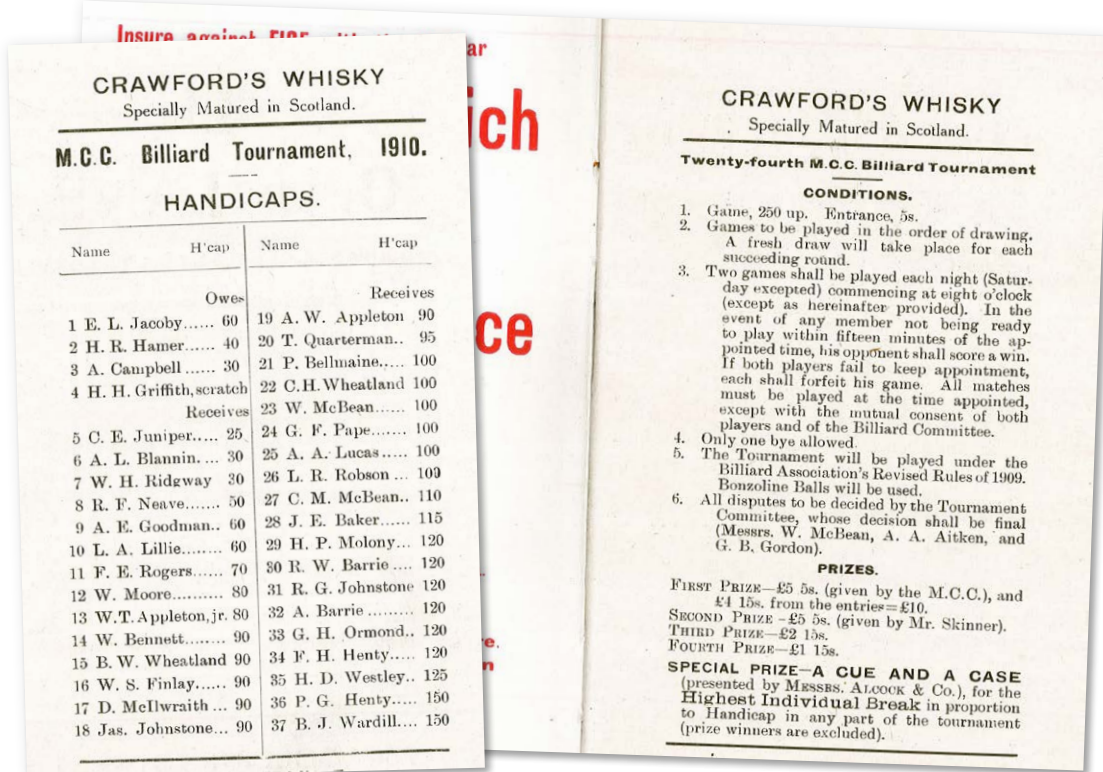 CRAWFORD'S WHISKY
Specially Matured in Scotland.
M.C.C. Billiard Tournament, 1910.
HANDICAPS.
Name H'cap
Owes
1 E. L. Jacoby...... 60
2 H. R. Hamer...... 40
3 A. Campbell ...... 30
4 H. H. Griffith, scratch
Receives
5 C. E. Juniper..... 25
6 A. L. Blannin. ... 30
7 W. H. Ridgway 30
8 R. F. Neave....... 50
9 A. E. Goodman.. 60
10 L. A. Lillie........ 60
11 F. E. Rogers...... 70
12 W. Moore.......... 80
13 W.T. Appleton, jr. 80
14 W. Bennett........ 90
15 B. W. Wheatland 90
16 W. S. Finlay...... 90
17 D. McIlwraith ... 90
18 Jas. Johnstone... 90
Name H'cap
Receives
19 A. W. Appleton 90
20 T. Quarterman.. 95
21 P. Bellmaine..... 100
22 C.H. Wheatland 100
23 W. McBean...... 100
24 G. F. Pape....... 100
25 A. A. Lucas ..... 100
26 L. R. Robson ... 109
27 C. M. McBean.. 110
28 J. E. Baker...... 115
29 H. P. Molony... 120
30 R. W. Barrie .... 120
31 R. G. Johnstone 120
32 A. Barrie ......... 120
33 G. H. Ormond.. 120
34 F. H. Henty..... 120
35 H. D. Westley.. 125
36 P. G. Henty...... 150
37 B. J. Wardill.... 150
Insure against FIRE
ar
ich
ce
e.
n
CRAWFORD'S WHISKY
Specially Matured in Scotland.
Twenty-fourth M.C.C. Billiard Tournament
CONDITIONS.
1. Game, 250 up. Entrance, 5s.
2. Games to be played in the order of drawing.
A fresh draw will take place for each
succeeding round.
3. Two games shall be played each night (Satur-
day excepted) commencing at eight o'clock
(except as hereinafter provided). In the
event of any member not being ready
to play within fifteen minutes of the ap-
pointed time, his opponent shall score a win.
If both players fail to keep appointment,
each shall forfeit his game. All matches
must be played at the time appointed,
except with the mutual consent of both
players and of the Billiard Committee.
4. Only one bye allowed.
5. The Tournament will be played under the
Billiard Association's Revised Rules of 1909.
Bonzoline Balls will be used.
6. All disputes to be decided by the Tournament
Committee, whose decision shall be final
(Messrs. W. McBean, A. A. Aitken, and
G. B. Gordon).
PRIZES.
FIRST PRIZE—£5 5s. (given by the M.C.C.), and
£4 15s. from the entries=£10.
SECOND PRIZE -£5 5s. (given by Mr. Skinner).
THIRD PRIZE—£2 15s.
FOURTH PRIZE—£1 15s.
SPECIAL PRIZE—A CUE AND A CASE
(presented by MESSRS. ALCOCK & Co.), for the
Highest Individual Break in proportion
to Handicap in any part of the tournament
(prize winners are excluded).